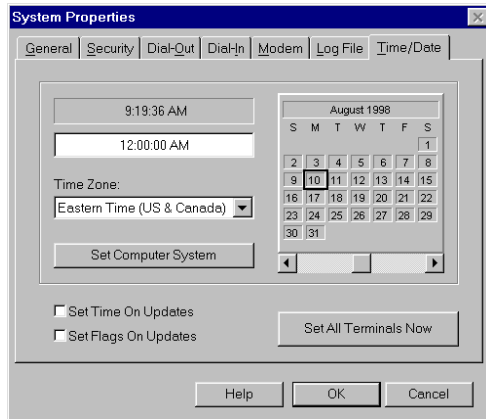 System Properties
General Security Dial-Out Dial-In Modem Log File Time/Date
9:19:36 AM
12:00:00 AM
Time Zone:
Eastern Time (US & Canada)
Set Computer System
August 1998
S M T W T F S
1
2 3 4 5 6 7 8
9 10 11 12 13 14 15
16 17 18 19 20 21 22
23 24 25 26 27 28 29
30 31
Set Time On Updates
Set Flags On Updates
Set All Terminals Now
Help OK Cancel